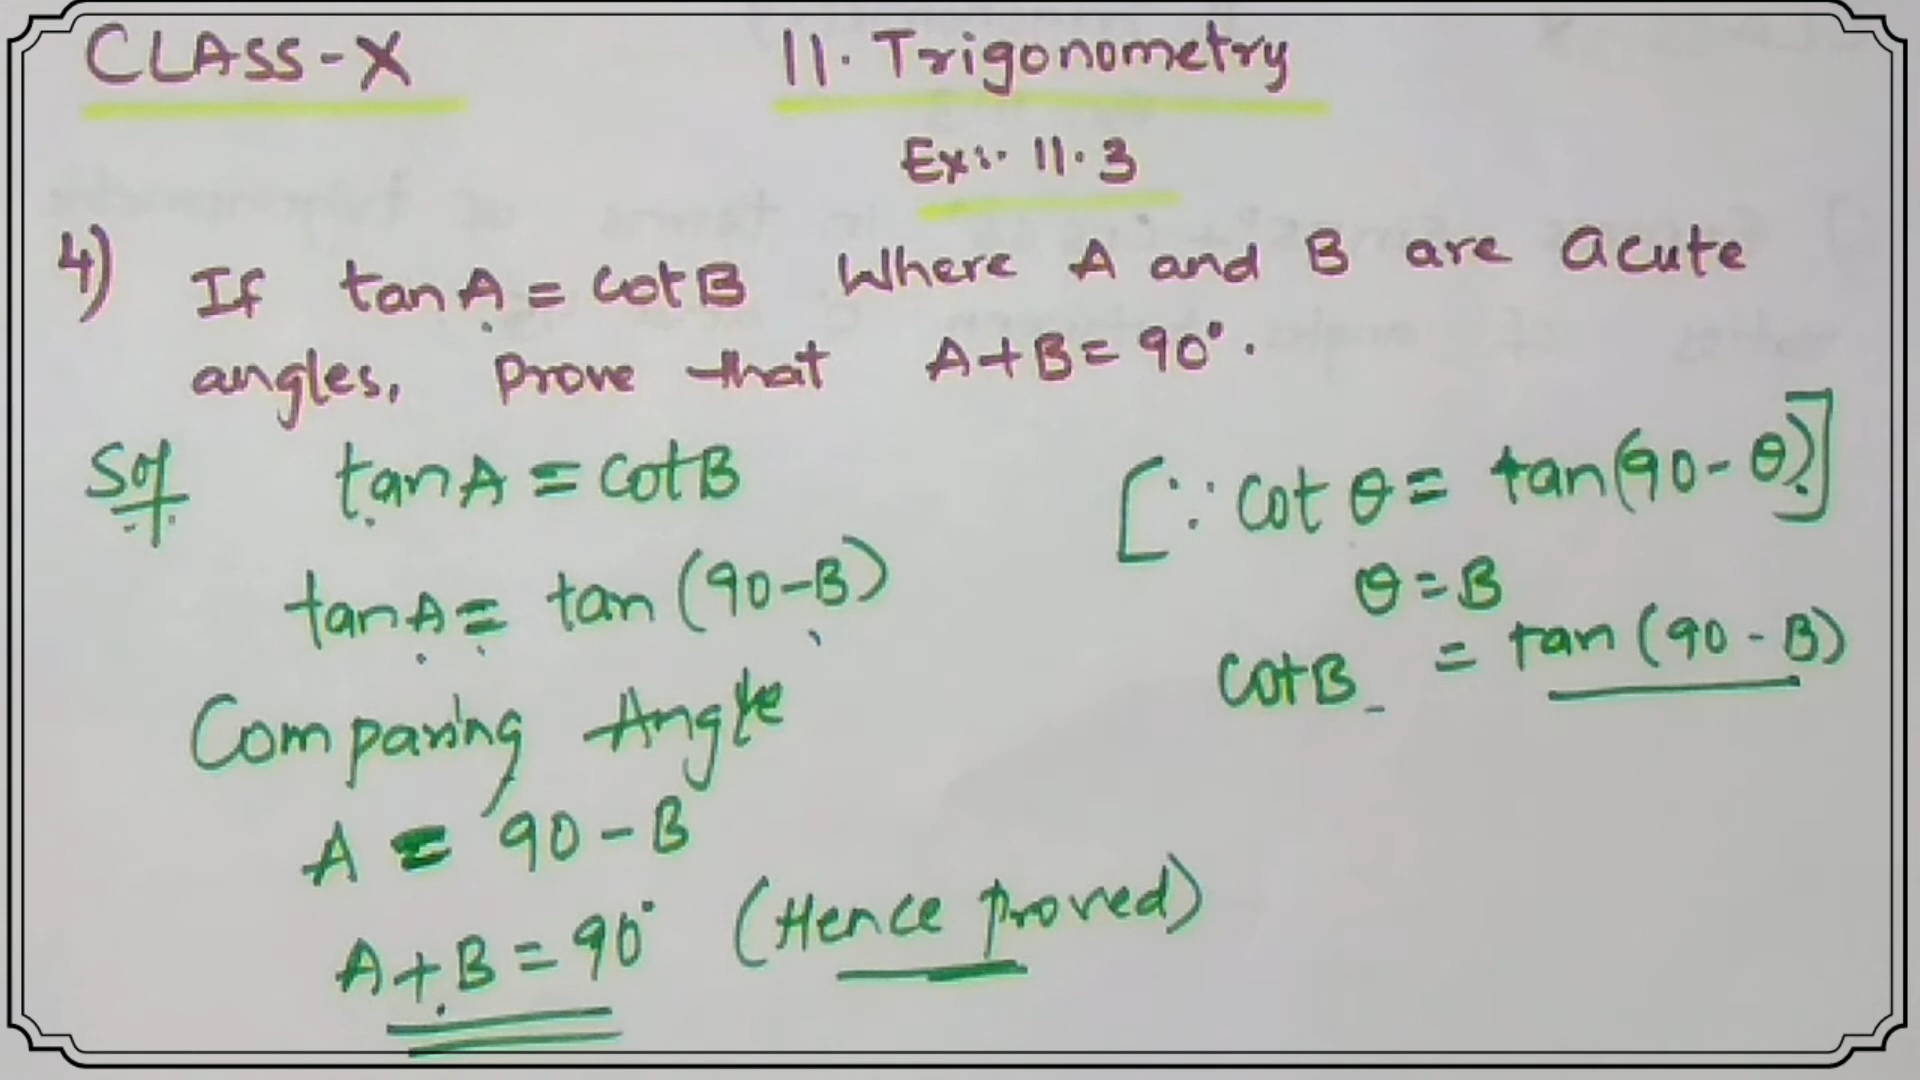 CLASS-X
11. Trigonometry
Ex:- 11.3
4) If tan A = cot B Where A and B are acute
angles, Prove that A+B = 90°.
Sol tan A = cot B
[∵ cot θ = tan(90-θ)]
tan A = tan (90-B)
θ = B
cot B = tan (90-B)
Comparing Angle
A = 90-B
A+B = 90° (Hence proved)